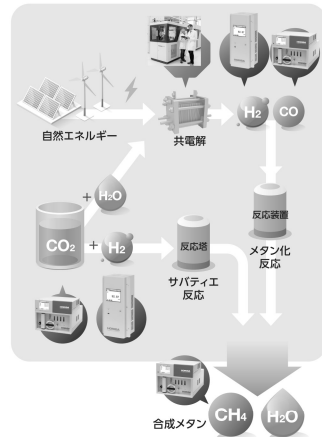 H₂
CO
自然エネルギー
共電解
+
H₂O
反応装置
CO₂
+
H₂
反応塔
メタン化
反応
サバティエ
反応
合成メタン
CH₄
H₂O